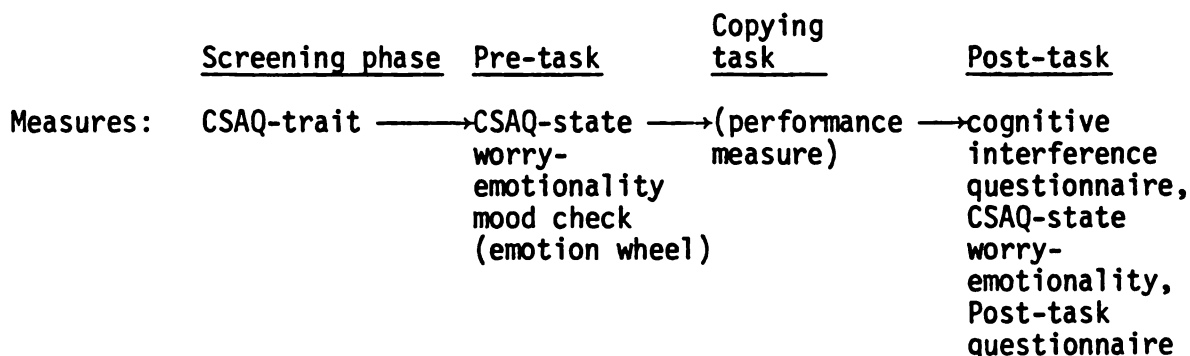 Copying
Screening phase Pre-task task Post-task
Measures: CSAQ-trait → CSAQ-state → (performance → cognitive
worry- measure) interference
emotionality questionnaire,
mood check CSAQ-state
(emotion wheel) worry-
emotionality,
Post-task
questionnaire